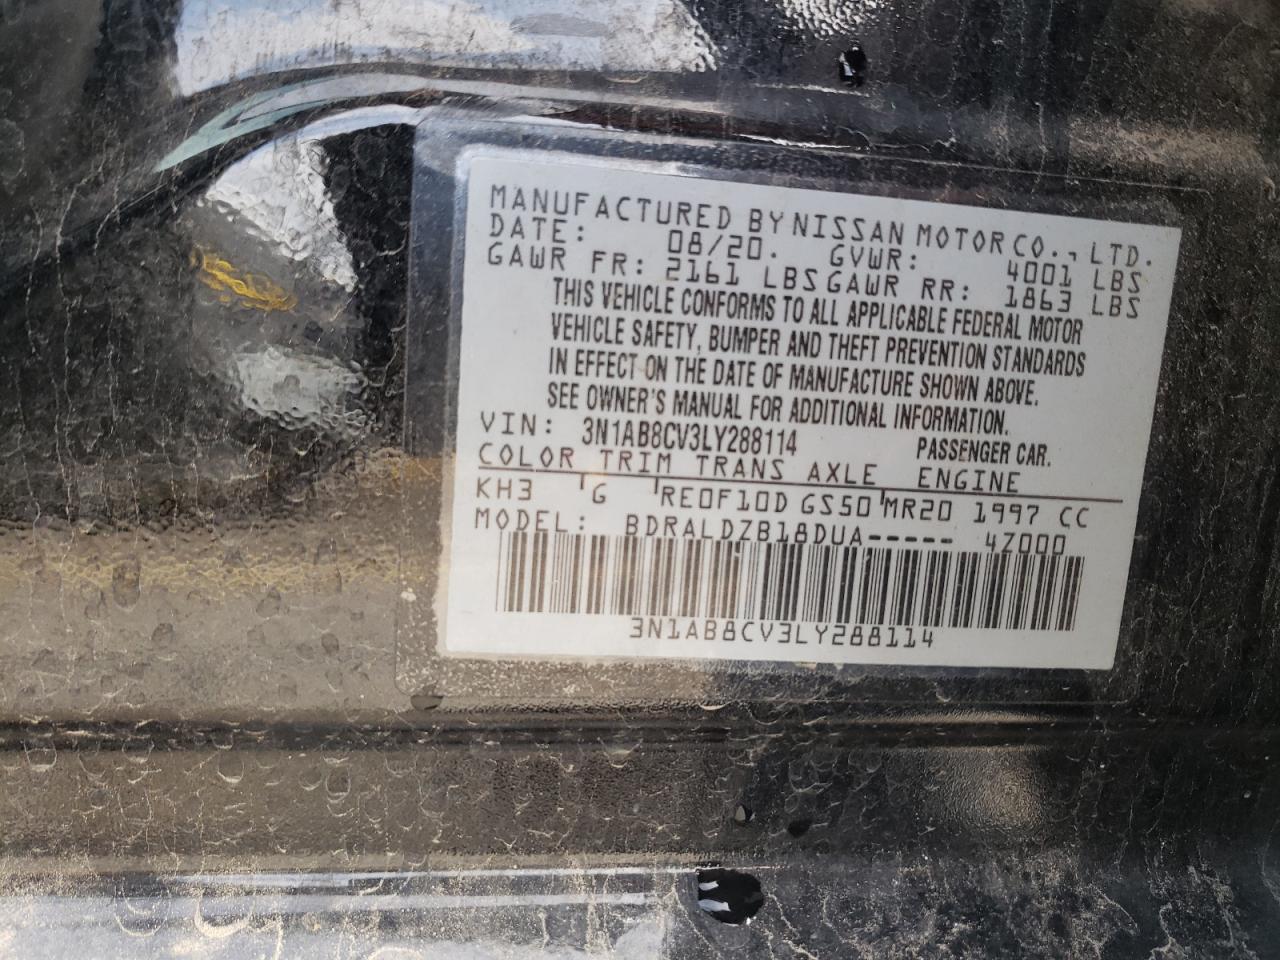 MANUFACTURED BY NISSAN MOTOR CO., LTD.
DATE: 08/20. GVWR: 4001 LBS
GAWR FR: 2161 LBS GAWR RR: 1863 LBS
THIS VEHICLE CONFORMS TO ALL APPLICABLE FEDERAL MOTOR
VEHICLE SAFETY, BUMPER AND THEFT PREVENTION STANDARDS
IN EFFECT ON THE DATE OF MANUFACTURE SHOWN ABOVE.
SEE OWNER'S MANUAL FOR ADDITIONAL INFORMATION.
VIN: 3N1AB8CV3LY288114 PASSENGER CAR.
COLOR TRIM TRANS AXLE ENGINE
KH3 G RE0F10D GS50 MR20 1997 CC
MODEL: BDRALDZB18DUA----- 4Z000
3N1AB8CV3LY288114